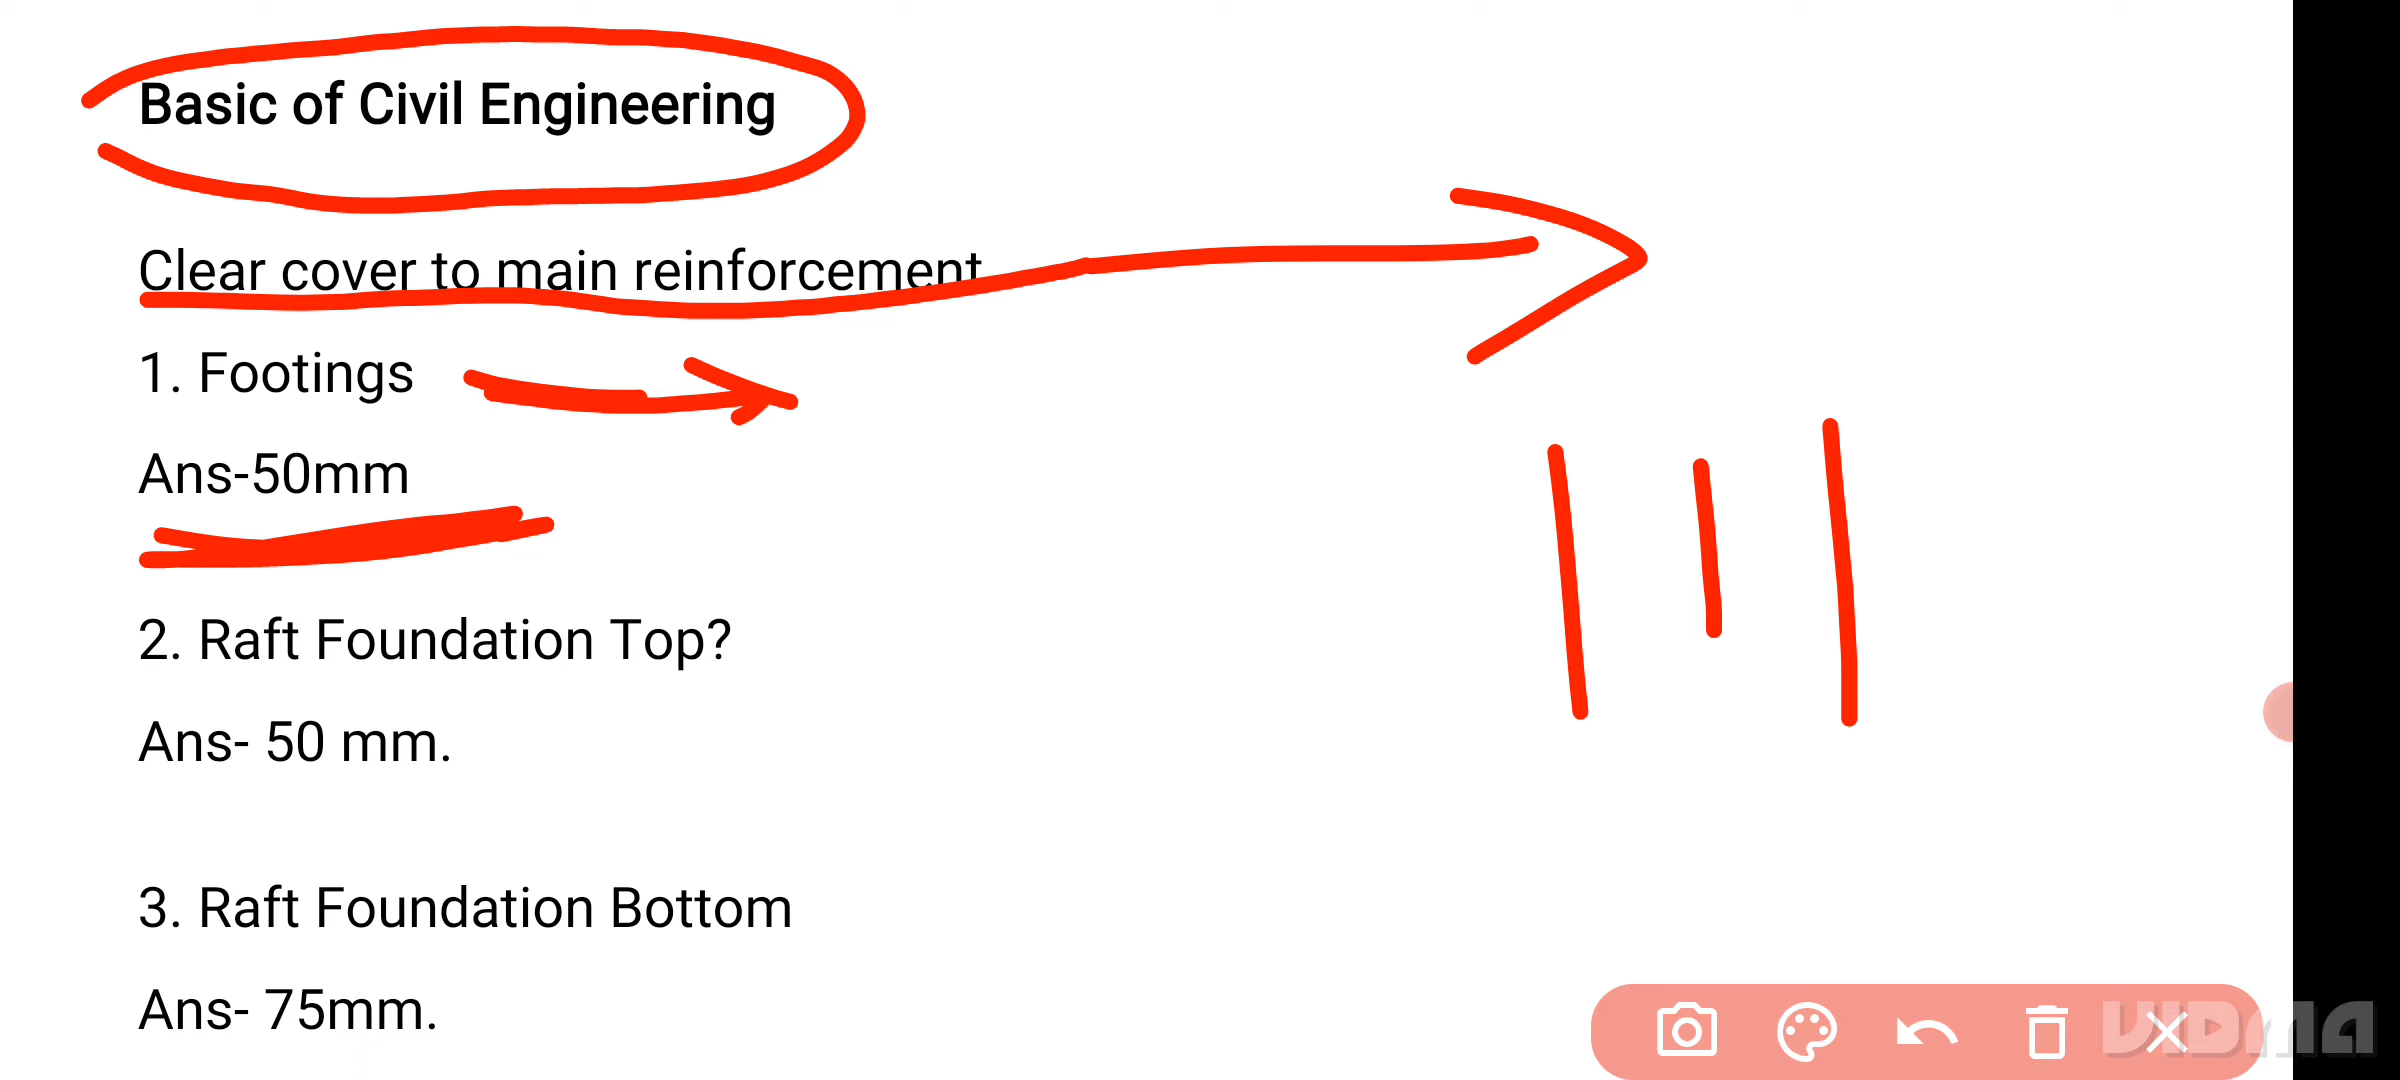 Basic of Civil Engineering
Clear cover to main reinforcement
1. Footings
Ans-50mm
2. Raft Foundation Top?
Ans- 50 mm.
3. Raft Foundation Bottom
Ans- 75mm.
VIDMA